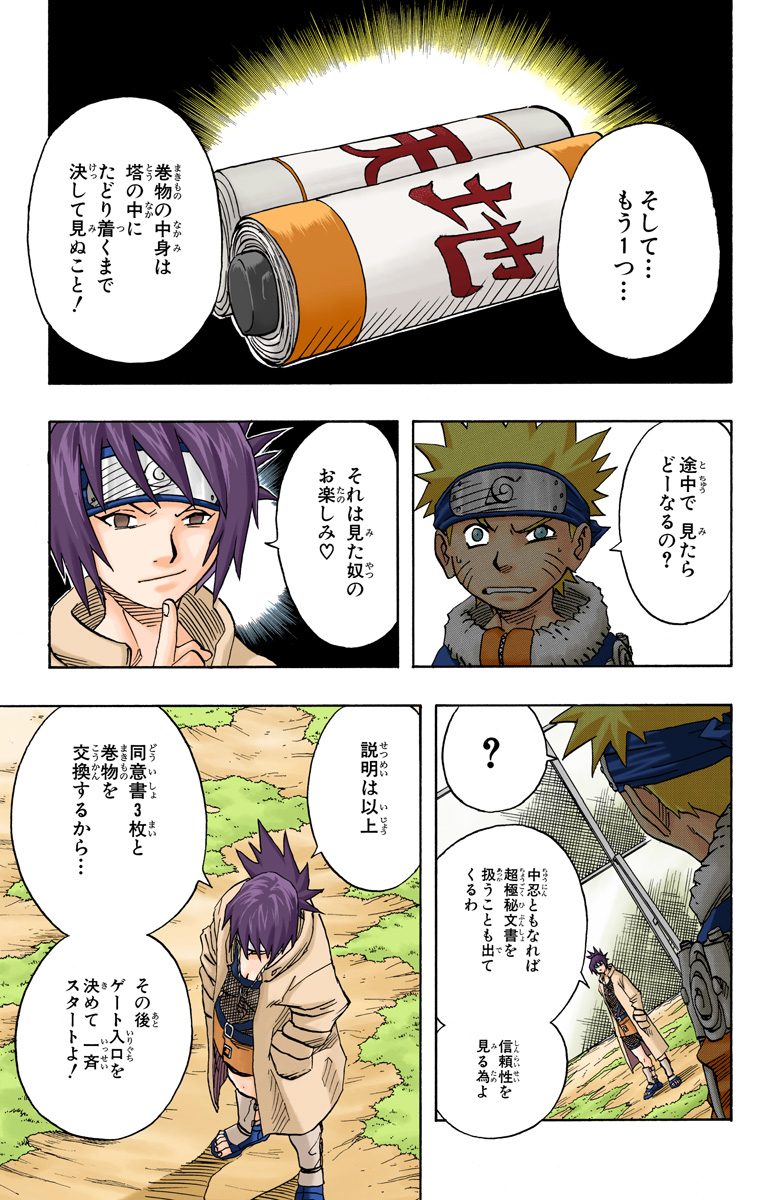 そして…
もう1つ…
天
地
巻物の中身は
塔の中に
たどり着くまで
決して見ぬこと!
途中で 見たら
どーなるの?
それは見た奴の
お楽しみ♡
?
中忍ともなれば
超極秘文書を
扱うことも出て
くるわ
信頼性を
見る為よ
説明は以上
同意書3枚と
巻物を
交換するから…
その後
ゲート入口を
決めて 一斉
スタートよ!